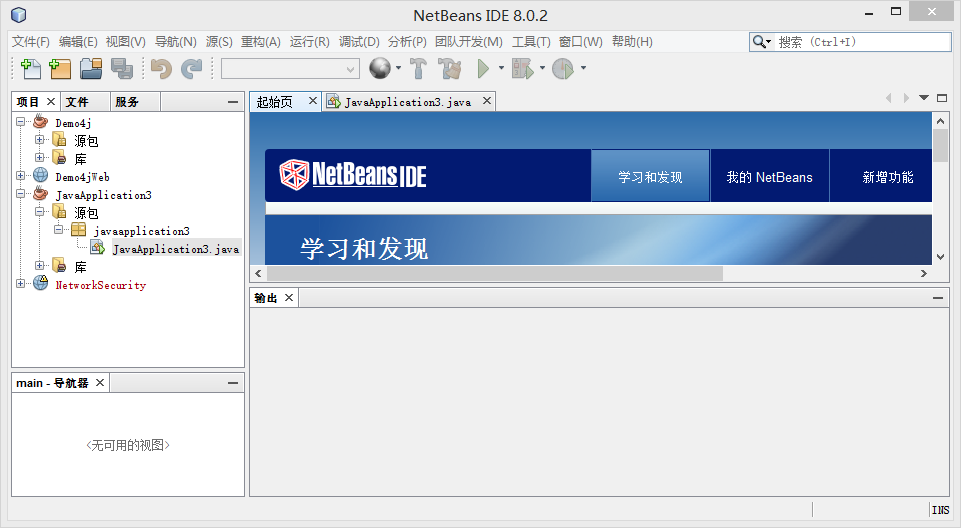 NetBeans IDE 8.0.2
文件(F) 编辑(E) 视图(V) 导航(N) 源(S) 重构(A) 运行(R) 调试(D) 分析(P) 团队开发(M) 工具(T) 窗口(W) 帮助(H) 搜索 (Ctrl+I)
项目 文件 服务
Demo4j
源包
库
Demo4jWeb
JavaApplication3
源包
javaapplication3
JavaApplication3.java
库
NetworkSecurity
main - 导航器
<无可用的视图>
起始页 JavaApplication3.java
NetBeans IDE 学习和发现 我的 NetBeans 新增功能
学习和发现
输出
INS